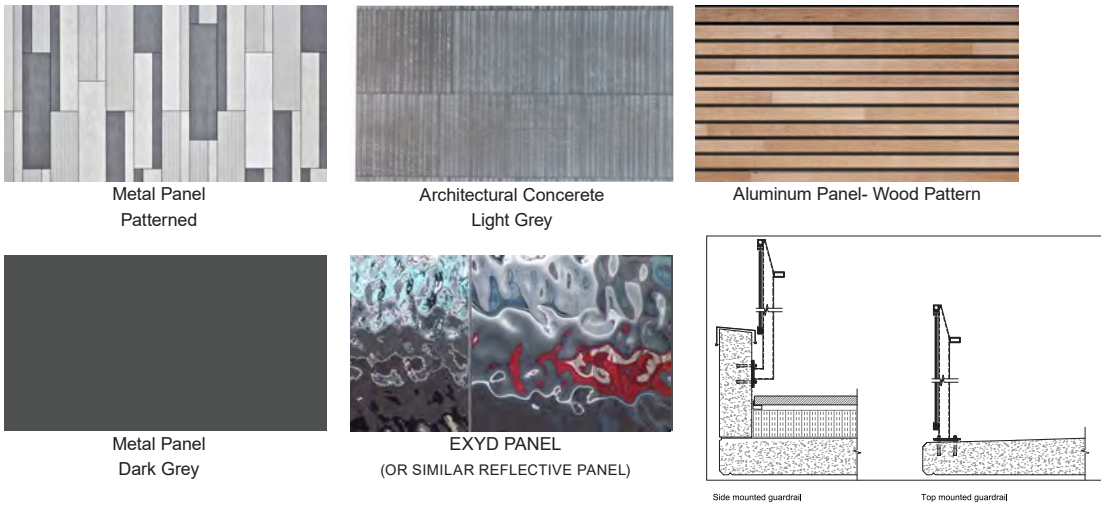 Metal Panel
Patterned
Architectural Concerete
Light Grey
Aluminum Panel- Wood Pattern
Metal Panel
Dark Grey
EXYD PANEL
(OR SIMILAR REFLECTIVE PANEL)
Side mounted guardrail
Top mounted guardrail